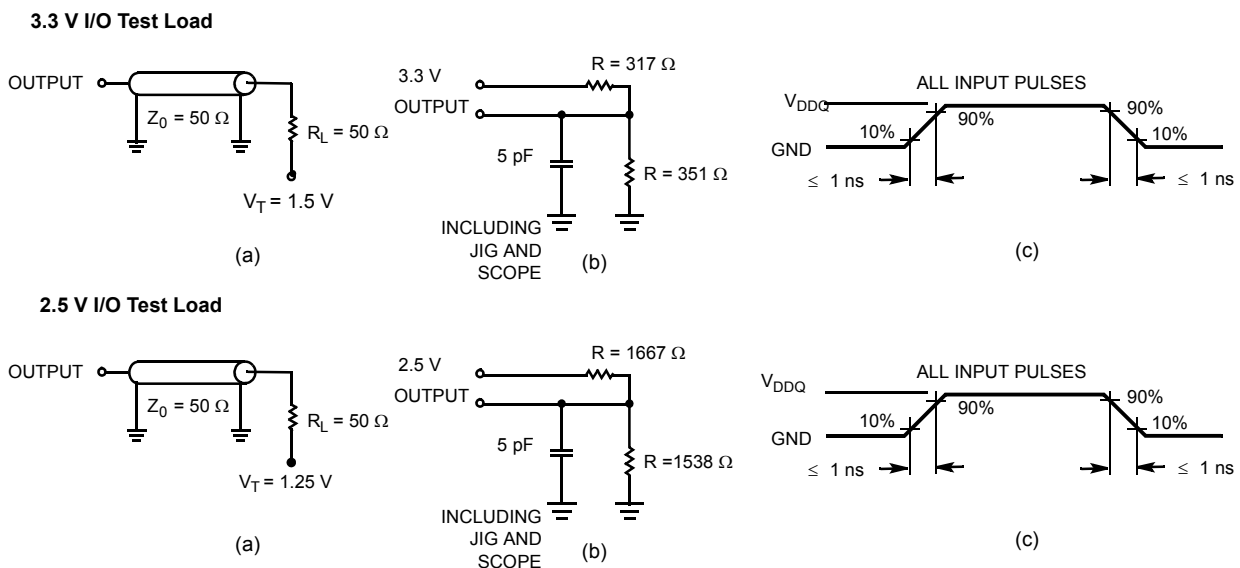 3.3 V I/O Test Load
OUTPUT
Z0 = 50 Ω
RL = 50 Ω
VT = 1.5 V
(a)
3.3 V
OUTPUT
R = 317 Ω
5 pF
R = 351 Ω
INCLUDING
JIG AND
SCOPE
(b)
ALL INPUT PULSES
VDDQ
GND
10%
90%
90%
10%
≤ 1 ns
≤ 1 ns
(c)
2.5 V I/O Test Load
OUTPUT
Z0 = 50 Ω
RL = 50 Ω
VT = 1.25 V
(a)
2.5 V
OUTPUT
R = 1667 Ω
5 pF
R =1538 Ω
INCLUDING
JIG AND
SCOPE
(b)
ALL INPUT PULSES
VDDQ
GND
10%
90%
90%
10%
≤ 1 ns
≤ 1 ns
(c)